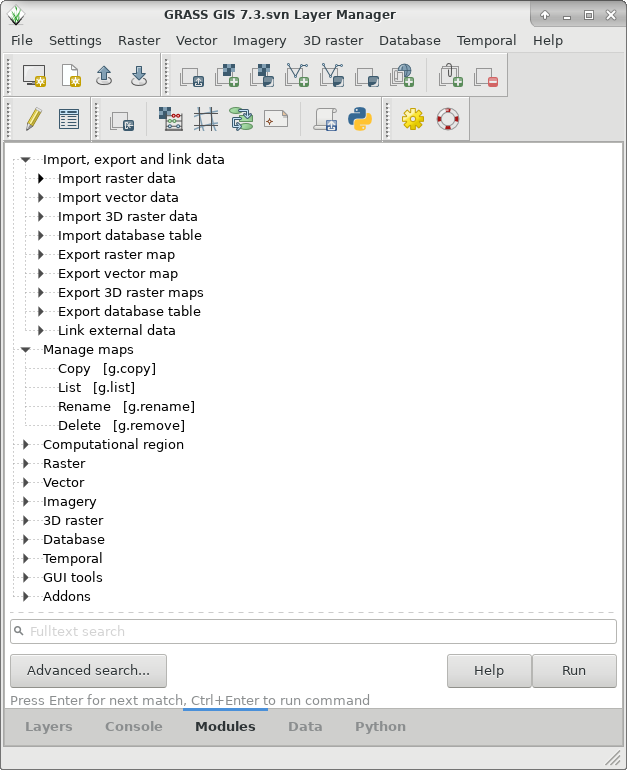 GRASS GIS 7.3.svn Layer Manager
File Settings Raster Vector Imagery 3D raster Database Temporal Help
Import, export and link data
Import raster data
Import vector data
Import 3D raster data
Import database table
Export raster map
Export vector map
Export 3D raster maps
Export database table
Link external data
Manage maps
Copy [g.copy]
List [g.list]
Rename [g.rename]
Delete [g.remove]
Computational region
Raster
Vector
Imagery
3D raster
Database
Temporal
GUI tools
Addons
Fulltext search
Advanced search... Help Run
Press Enter for next match, Ctrl+Enter to run command
Layers Console Modules Data Python